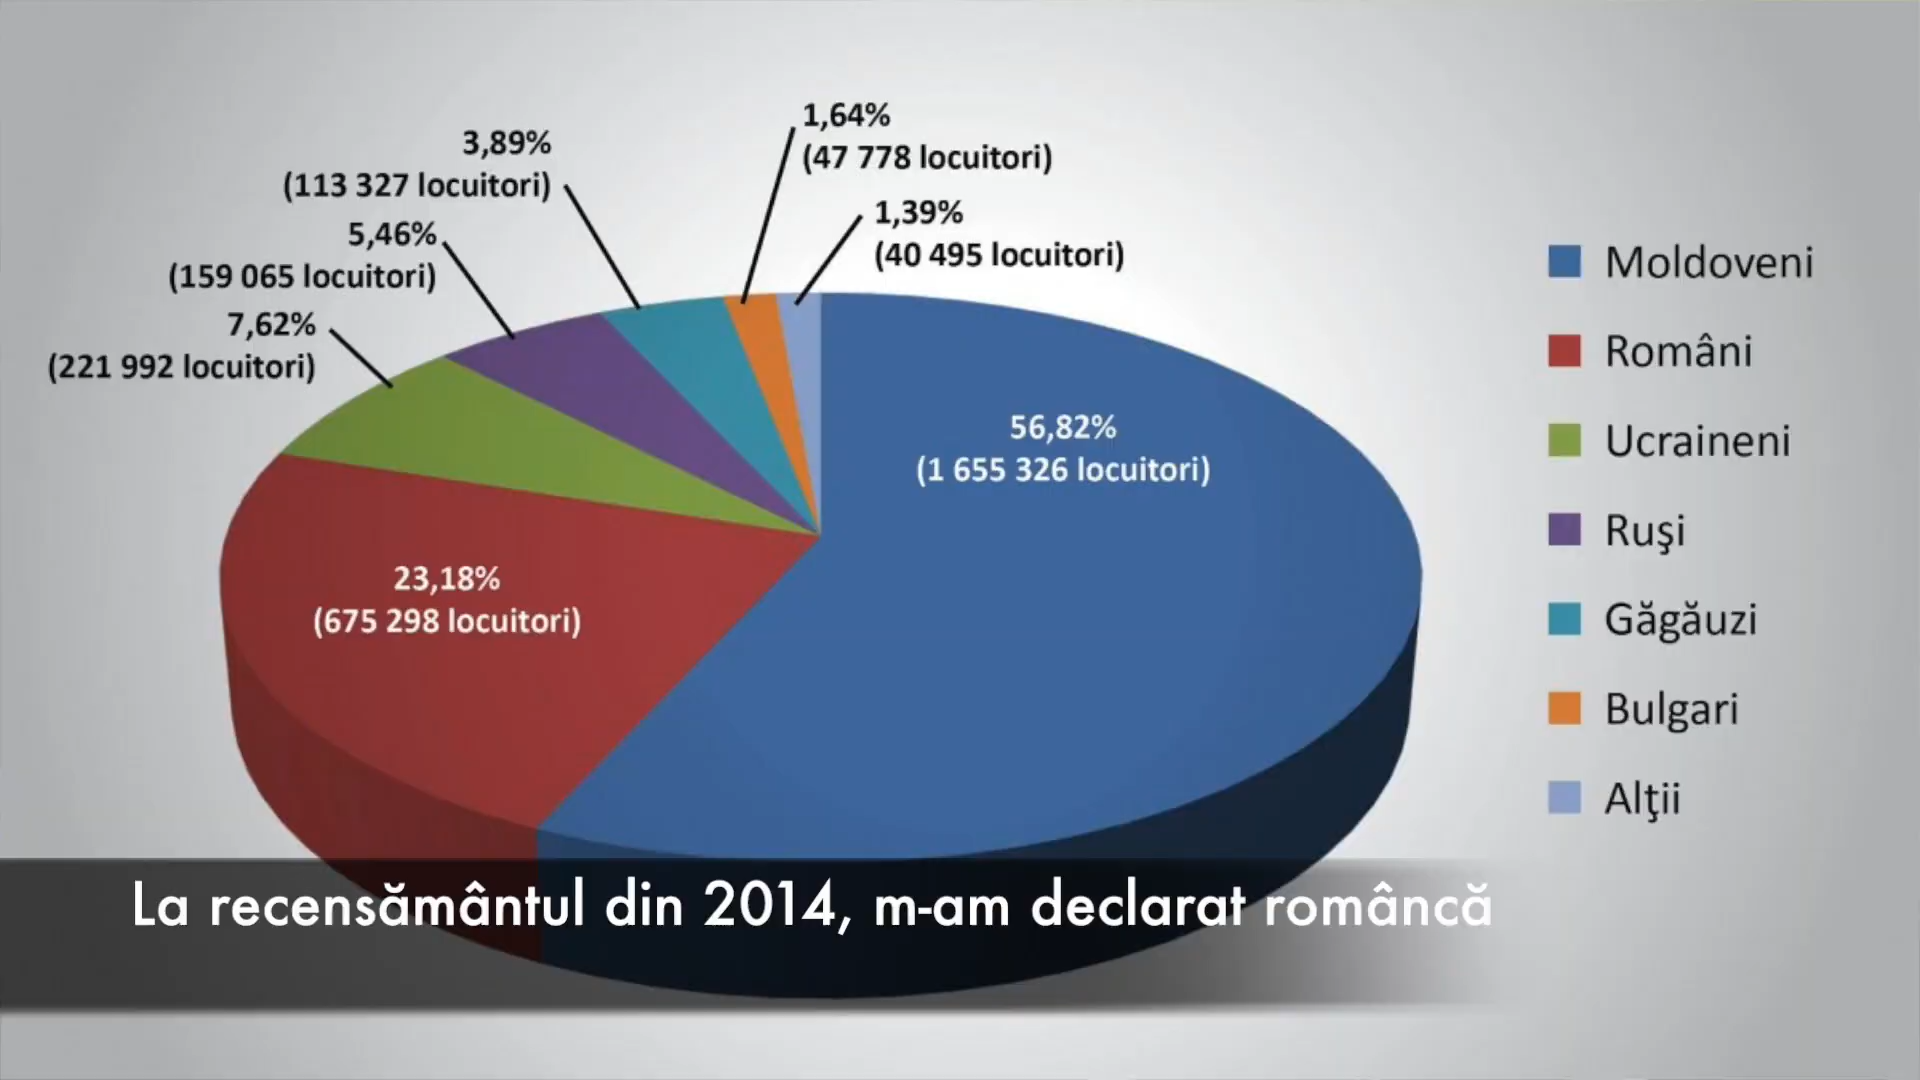 1,64%
(47 778 locuitori)
3,89%
(113 327 locuitori)
1,39%
(40 495 locuitori)
5,46%
(159 065 locuitori)
7,62%
(221 992 locuitori)
56,82%
(1 655 326 locuitori)
23,18%
(675 298 locuitori)
Moldoveni
Români
Ucraineni
Ruşi
Găgăuzi
Bulgari
Alţii
La recensământul din 2014, m-am declarat româncă